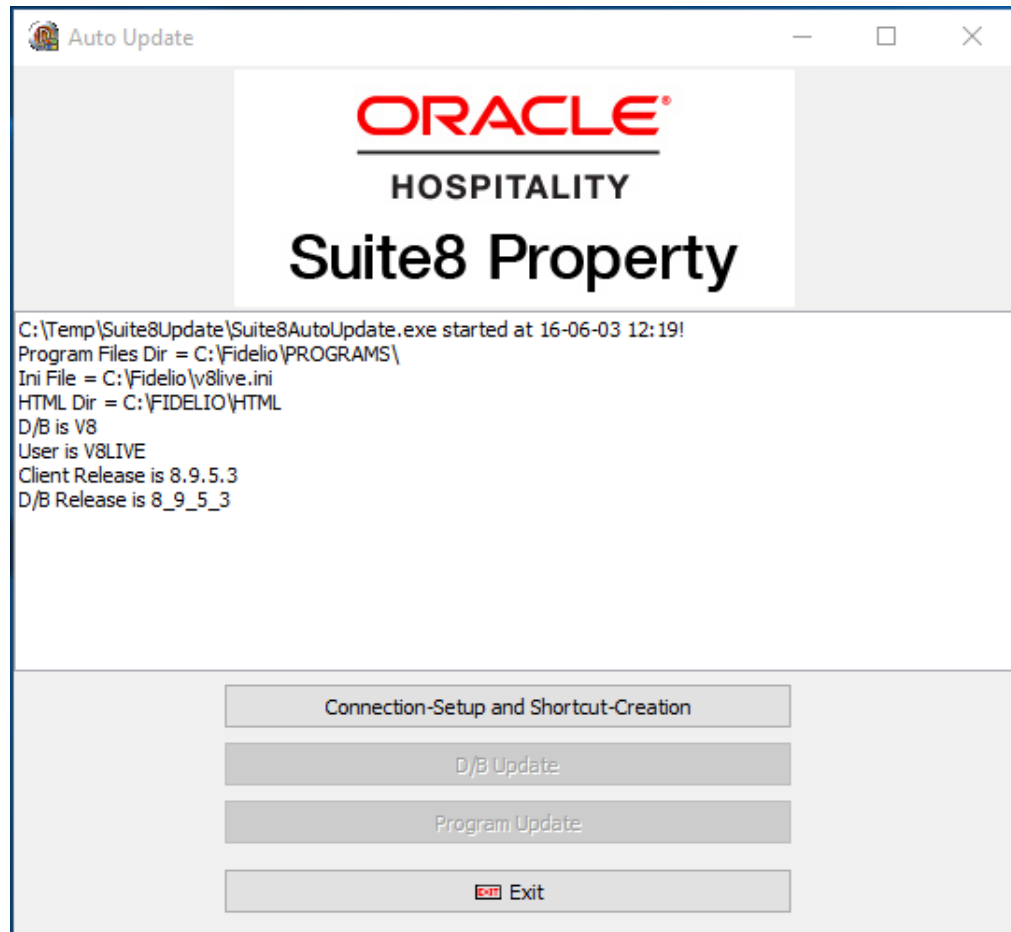 Auto Update
ORACLE®
HOSPITALITY
Suite8 Property
C:\Temp\Suite8Update\Suite8AutoUpdate.exe started at 16-06-03 12:19!
Program Files Dir = C:\Fidelio\PROGRAMS\
Ini File = C:\Fidelio\v8live.ini
HTML Dir = C:\FIDELIO\HTML
D/B is V8
User is V8LIVE
Client Release is 8.9.5.3
D/B Release is 8_9_5_3
Connection-Setup and Shortcut-Creation
D/B Update
Program Update
EXIT Exit